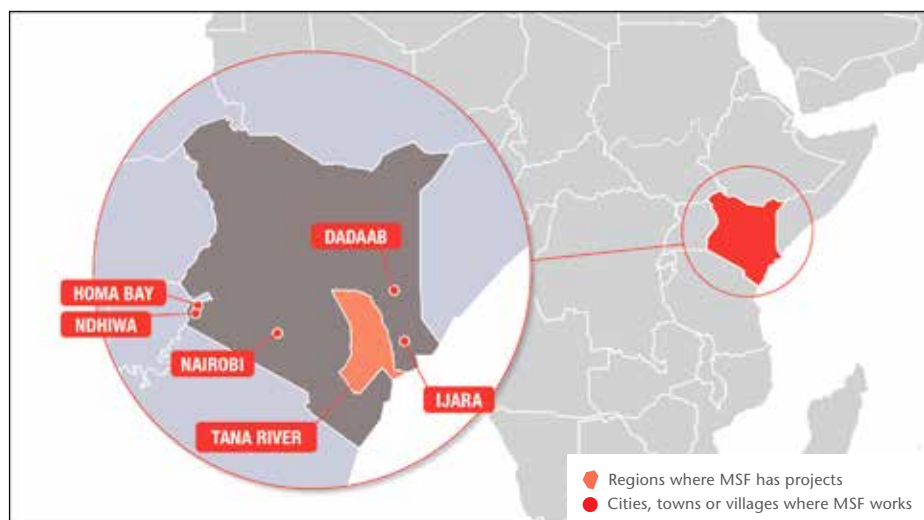 DADAAB
HOMA BAY
NDHIWA
NAIROBI
IJARA
TANA RIVER
Regions where MSF has projects
Cities, towns or villages where MSF works